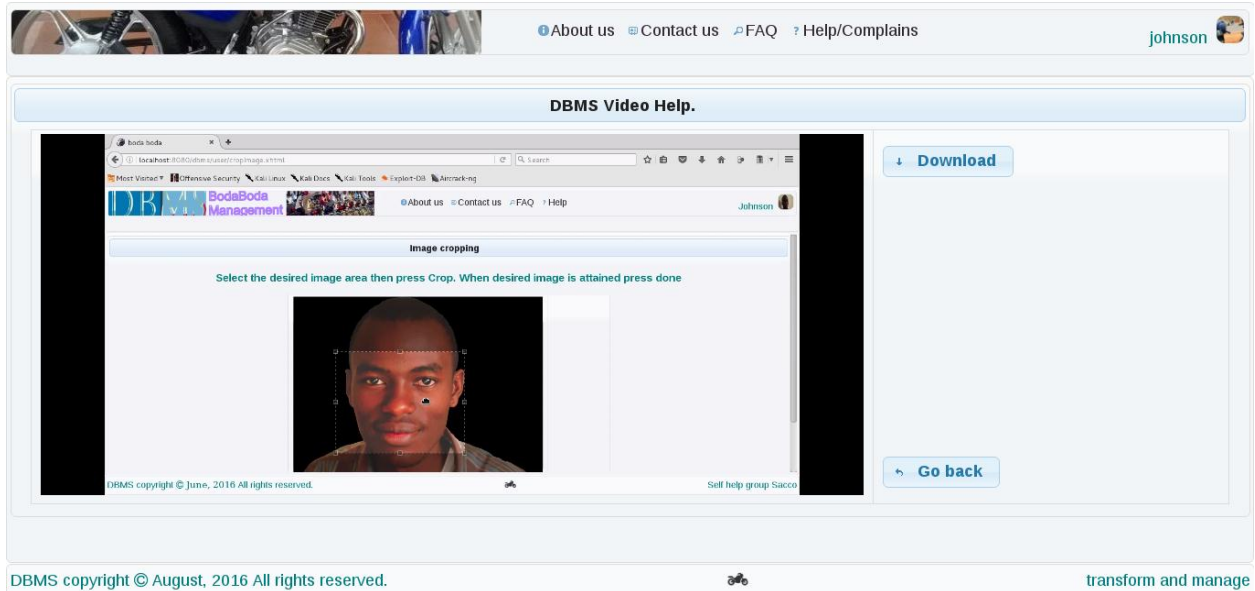 About us Contact us FAQ ? Help/Complains
johnson
DBMS Video Help.
boda boda
localhost:8080/dbms/user/cropimage.xhtml
Search
Most Visited Offensive Security Kali Linux Kali Docs Kali Tools Exploit-DB Aircrack-ng
DBMS BodaBoda
Management
About us Contact us FAQ ? Help
Johnson
Image cropping
Select the desired image area then press Crop. When desired image is attained press done
DBMS copyright © June, 2016 All rights reserved.
Self help group Sacco
Download
Go back
DBMS copyright © August, 2016 All rights reserved.
transform and manage